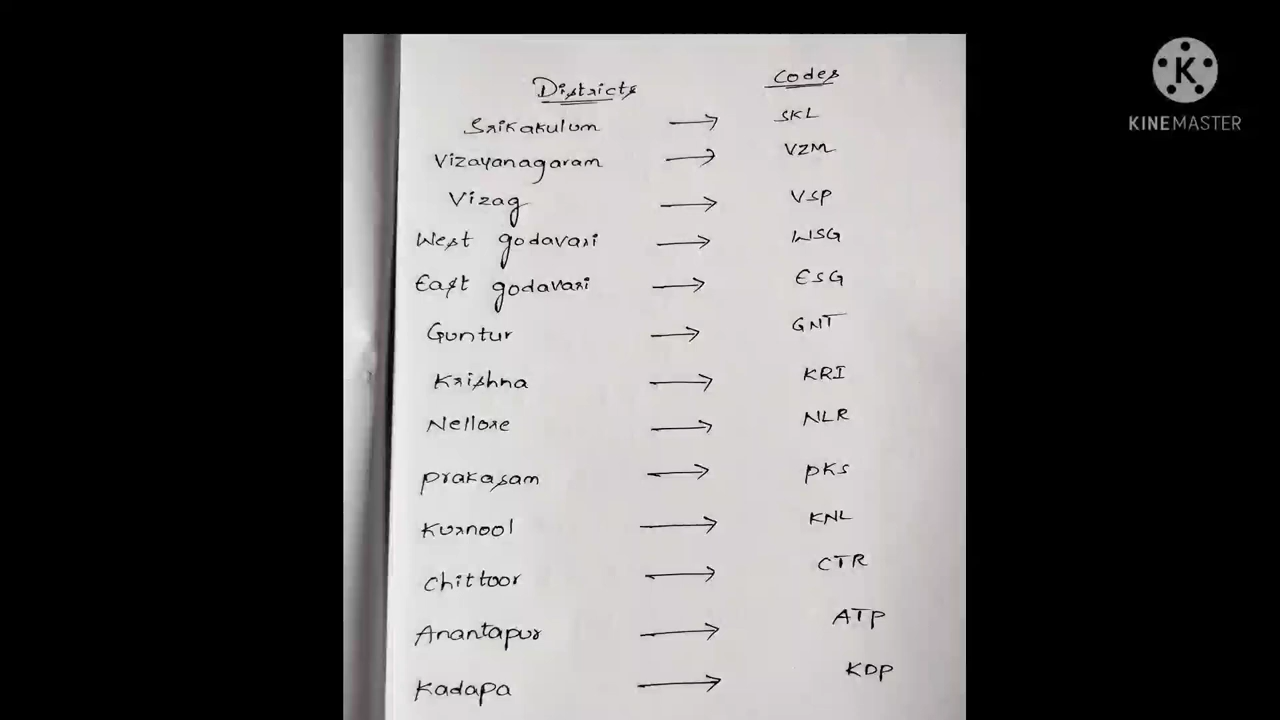 Districts Codes
Srikakulum → SKL
Vizayanagaram → VZM
Vizag → VSP
West godavari → WSG
East godavari → ESG
Guntur → GNT
Krishna → KRI
Nellore → NLR
prakasam → PKS
Kurnool → KNL
Chittoor → CTR
Anantapur → ATP
Kadapa → KDP
K
KINEMASTER